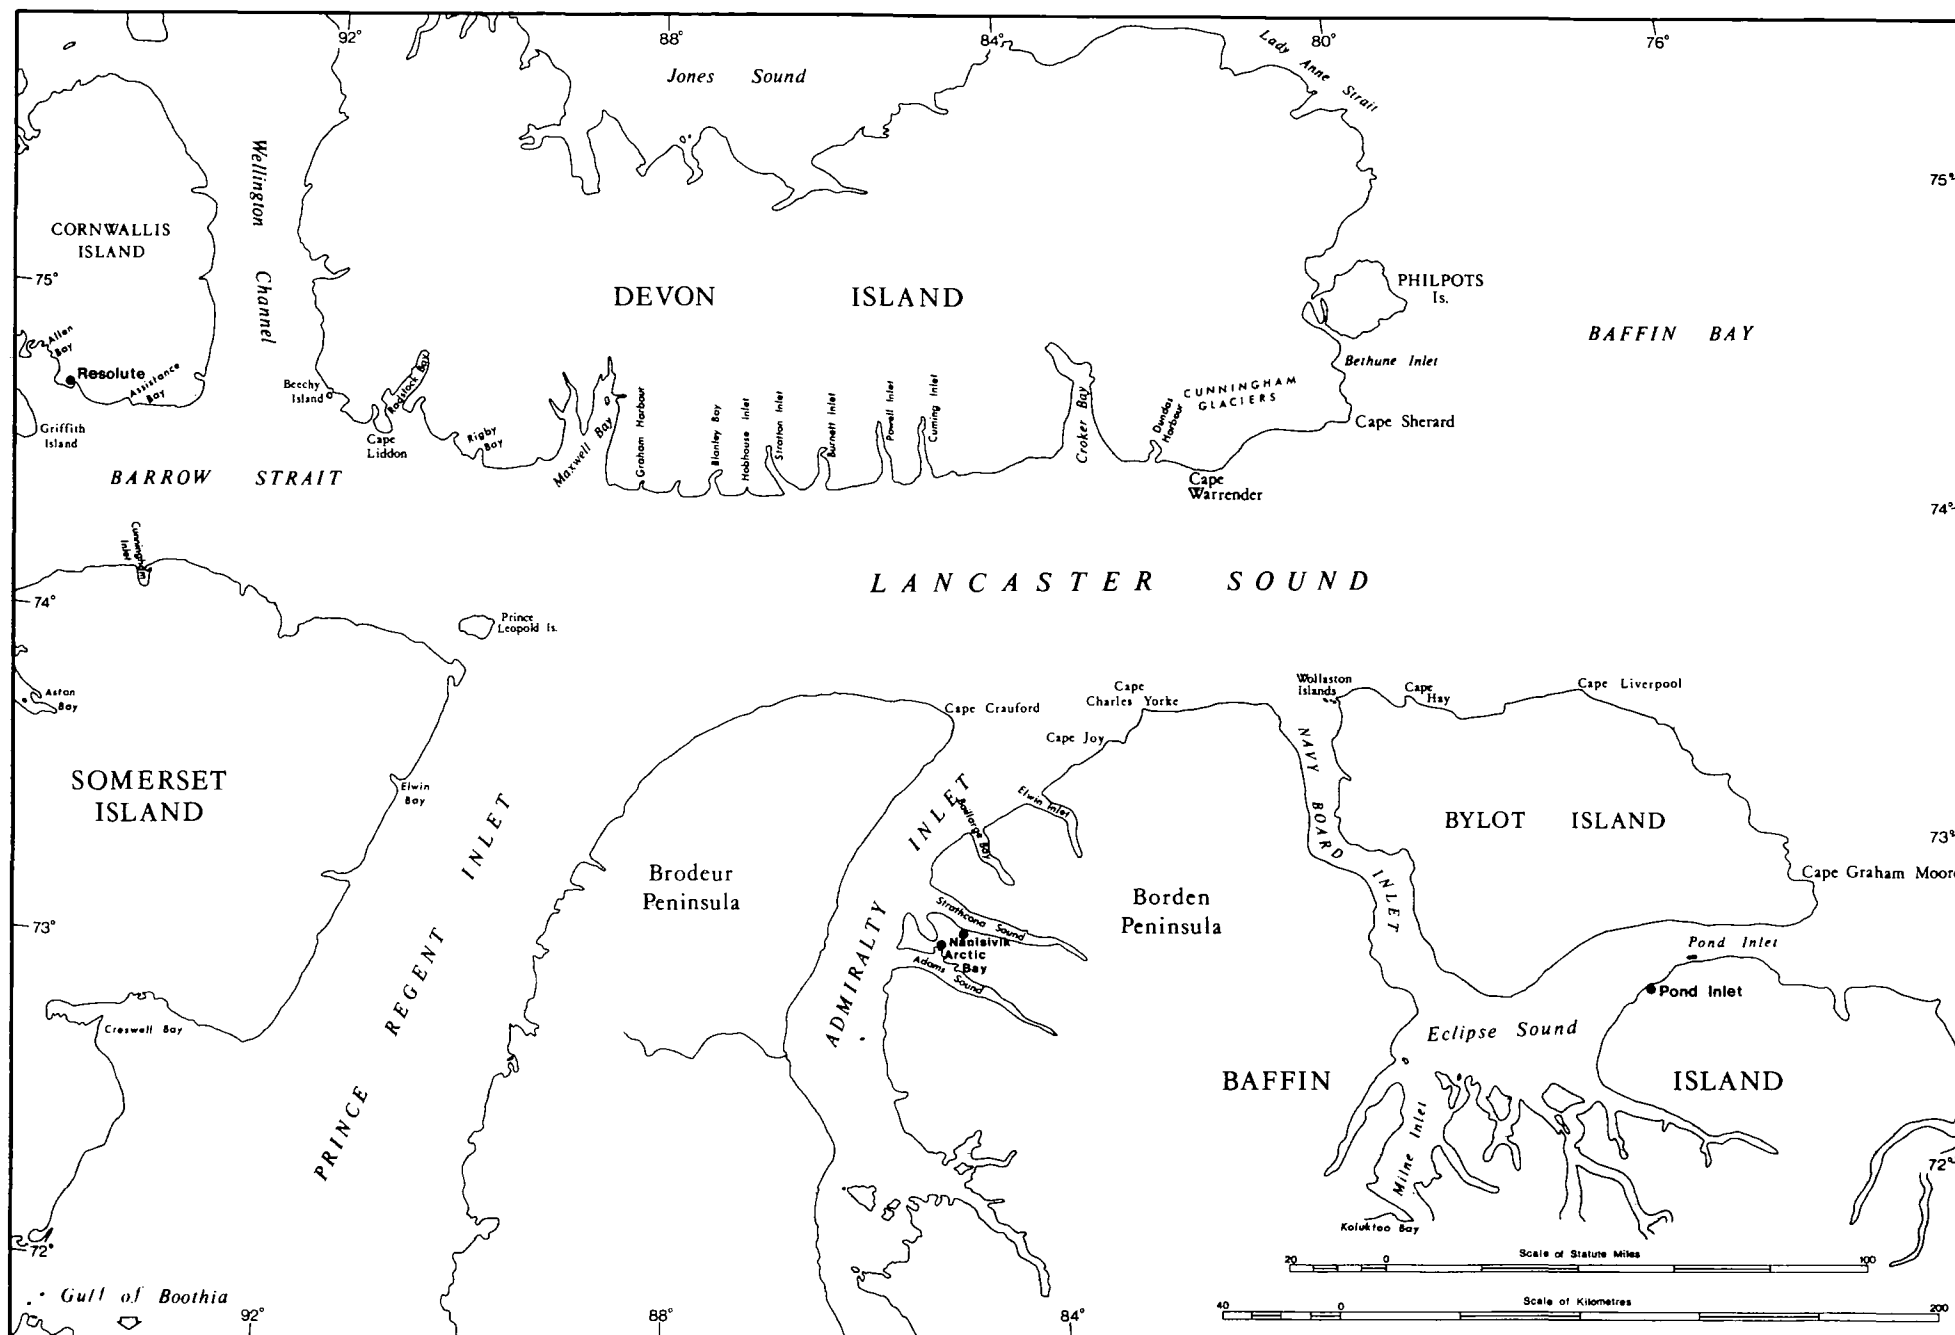 92°
88°
84°
80°
76°
Jones Sound
Lady Anne Strait
75°
Wellington Channel
CORNWALLIS
ISLAND
75°
DEVON ISLAND
PHILPOTS
Is.
BAFFIN BAY
Allen
Bay
Resolute
Assistance
Bay
Griffith
Island
Beechy
Island
Radstock Bay
Cape
Liddon
Rigby
Bay
Maxwell Bay
Graham Harbour
Blanley Bay
Hobhouse Inlet
Stratton Inlet
Burnett Inlet
Powell Inlet
Cuming Inlet
Croker Bay
Dundas
Harbour
CUNNINGHAM
GLACIERS
Bethune Inlet
Cape Sherard
Cape
Warrender
BARROW STRAIT
74°
Cunningham
Inlet
LANCASTER SOUND
74°
Prince
Leopold Is.
Aston
Bay
Cape Crauford
Cape
Charles Yorke
Cape Joy
Wollaston
Islands
Cape
Hay
Cape Liverpool
SOMERSET
ISLAND
Elwin
Bay
PRINCE REGENT INLET
Brodeur
Peninsula
ADMIRALTY INLET
Baillarge Bay
Elwin Inlet
NAVY BOARD INLET
BYLOT ISLAND
73°
Cape Graham Moore
Borden
Peninsula
Strathcona Sound
Nanisivik
Arctic
Bay
Adams Sound
73°
Pond Inlet
Pond Inlet
Creswell Bay
Eclipse Sound
BAFFIN ISLAND
Milne Inlet
72°
Koluktoo Bay
72°
Gulf of Boothia
92°
88°
84°
Scale of Statute Miles
20 0 100
Scale of Kilometres
40 0 200